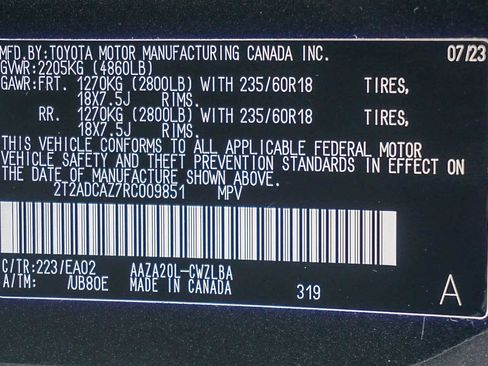 MFD.BY:TOYOTA MOTOR MANUFACTURING CANADA INC. 07/23
GVWR:2205KG (4860LB)
GAWR:FRT. 1270KG (2800LB) WITH 235/60R18 TIRES,
18X7.5J RIMS.
RR. 1270KG (2800LB) WITH 235/60R18 TIRES,
18X7.5J RIMS.
THIS VEHICLE CONFORMS TO ALL APPLICABLE FEDERAL MOTOR
VEHICLE SAFETY AND THEFT PREVENTION STANDARDS IN EFFECT ON
THE DATE OF MANUFACTURE SHOWN ABOVE.
2T2ADCAZ7RC009851 MPV
C/TR:223/EA02 AAZA20L-CWZLBA
A/TM: /UB80E MADE IN CANADA 319 A